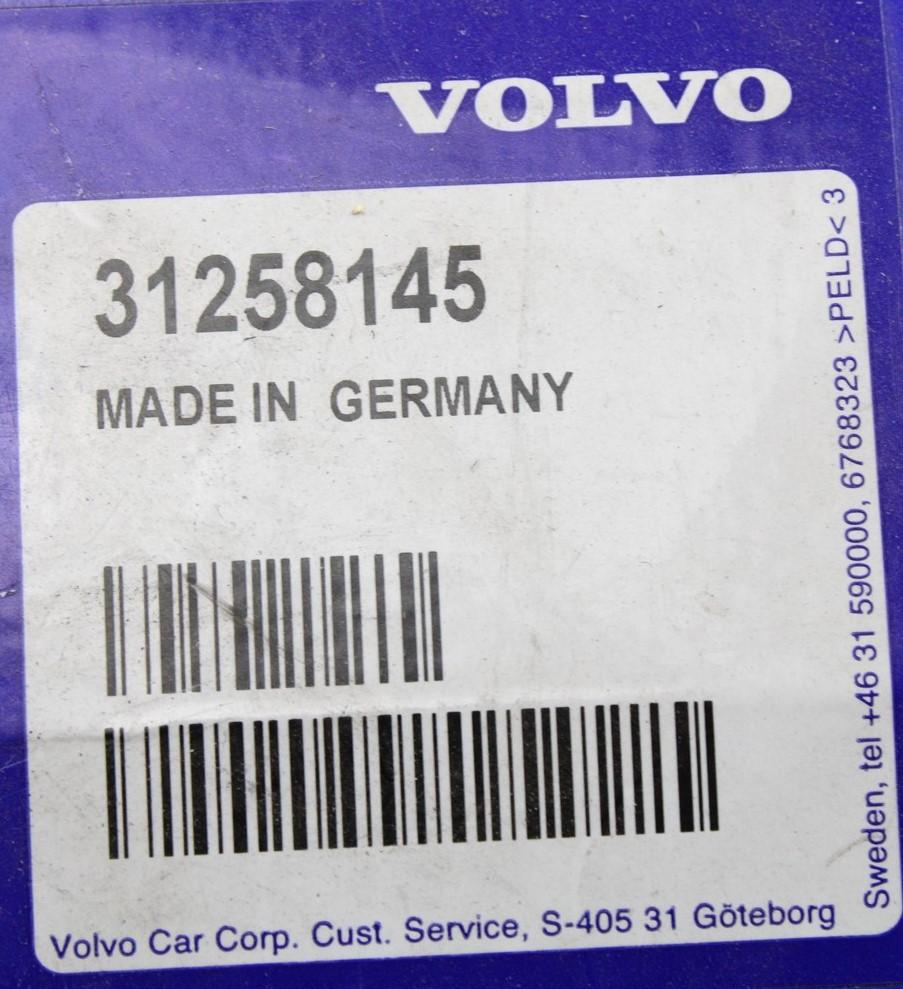 VOLVO
31258145
MADE IN GERMANY
Volvo Car Corp. Cust. Service, S-405 31 Göteborg
Sweden, tel +46 31 590000, 6768323 >PELD< 3